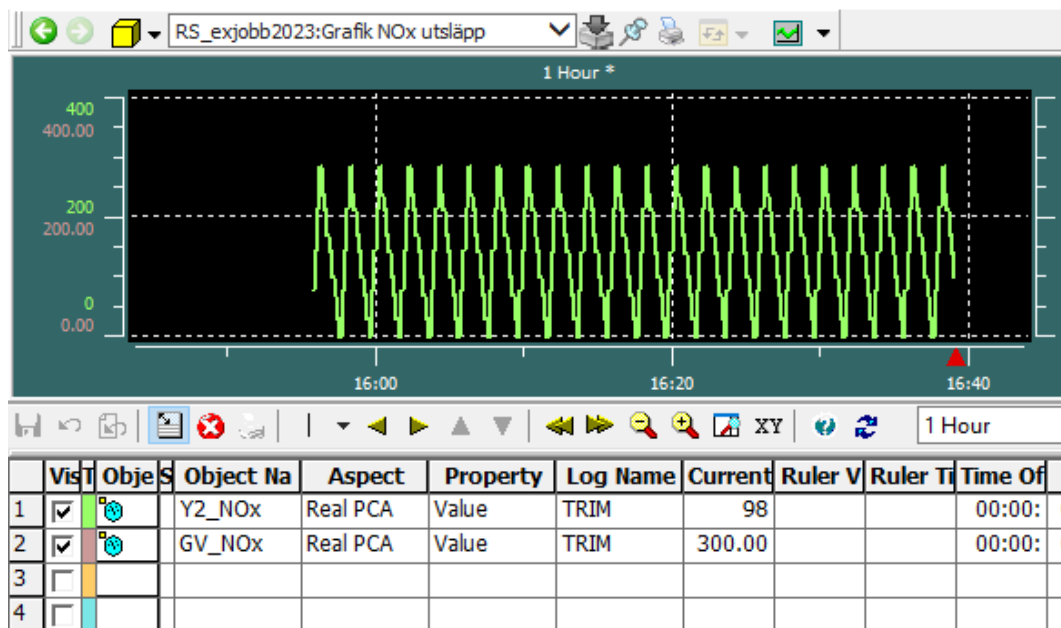 RS_exjobb2023:Grafik NOx utsläpp
1 Hour *
400
400.00
200
200.00
0
0.00
16:00 16:20 16:40
XY 1 Hour
Vis T Obje S Object Na Aspect Property Log Name Current Ruler V Ruler Ti Time Of
1 Y2_NOx Real PCA Value TRIM 98 00:00:
2 GV_NOx Real PCA Value TRIM 300.00 00:00:
3
4